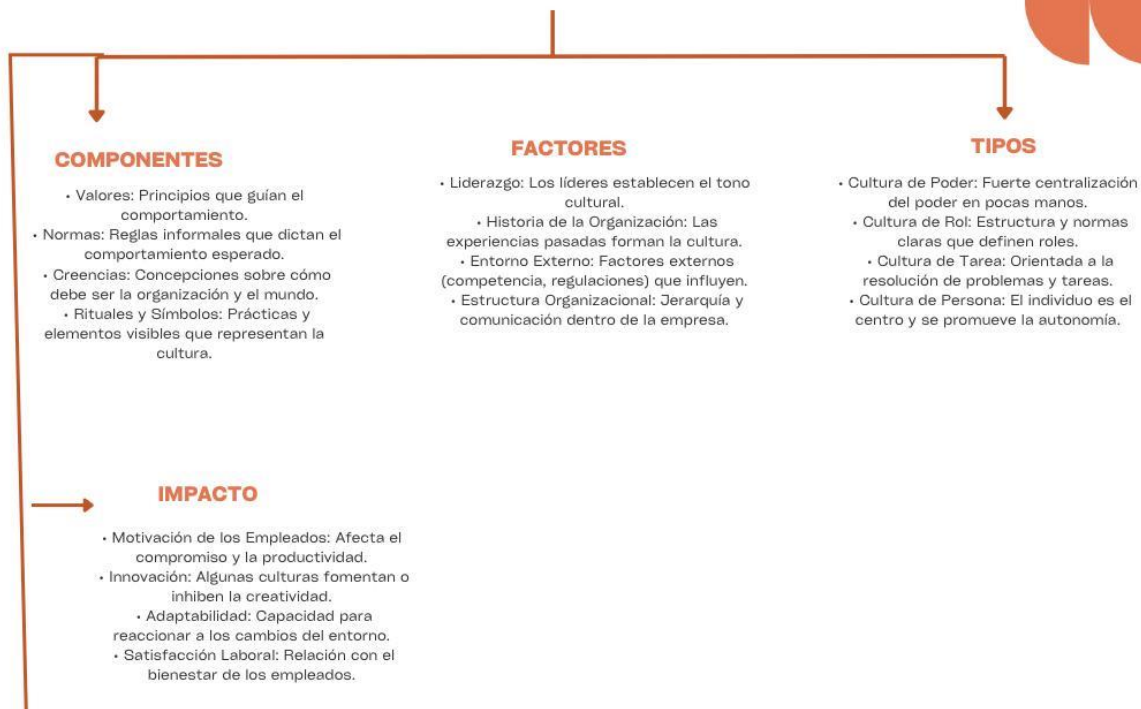 COMPONENTES
• Valores: Principios que guían el
comportamiento.
• Normas: Reglas informales que dictan el
comportamiento esperado.
• Creencias: Concepciones sobre cómo
debe ser la organización y el mundo.
• Rituales y Símbolos: Prácticas y
elementos visibles que representan la
cultura.
FACTORES
• Liderazgo: Los líderes establecen el tono
cultural.
• Historia de la Organización: Las
experiencias pasadas forman la cultura.
• Entorno Externo: Factores externos
(competencia, regulaciones) que influyen.
• Estructura Organizacional: Jerarquía y
comunicación dentro de la empresa.
TIPOS
• Cultura de Poder: Fuerte centralización
del poder en pocas manos.
• Cultura de Rol: Estructura y normas
claras que definen roles.
• Cultura de Tarea: Orientada a la
resolución de problemas y tareas.
• Cultura de Persona: El individuo es el
centro y se promueve la autonomía.
IMPACTO
• Motivación de los Empleados: Afecta el
compromiso y la productividad.
• Innovación: Algunas culturas fomentan o
inhiben la creatividad.
• Adaptabilidad: Capacidad para
reaccionar a los cambios del entorno.
• Satisfacción Laboral: Relación con el
bienestar de los empleados.